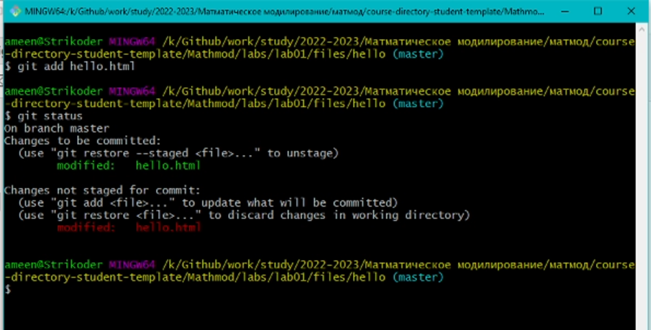 MINGW64:/k/Github/work/study/2022-2023/Матматическое модилирование/матмод/course-directory-student-template/Mathmo...
ameen@Strikoder MINGW64 /k/Github/work/study/2022-2023/Матматическое модилирование/матмод/course
-directory-student-template/Mathmod/labs/lab01/files/hello (master)
$ git add hello.html
ameen@Strikoder MINGW64 /k/Github/work/study/2022-2023/Матматическое модилирование/матмод/course
-directory-student-template/Mathmod/labs/lab01/files/hello (master)
$ git status
On branch master
Changes to be committed:
(use "git restore --staged <file>..." to unstage)
modified: hello.html
Changes not staged for commit:
(use "git add <file>..." to update what will be committed)
(use "git restore <file>..." to discard changes in working directory)
modified: hello.html
ameen@Strikoder MINGW64 /k/Github/work/study/2022-2023/Матматическое модилирование/матмод/course
-directory-student-template/Mathmod/labs/lab01/files/hello (master)
$